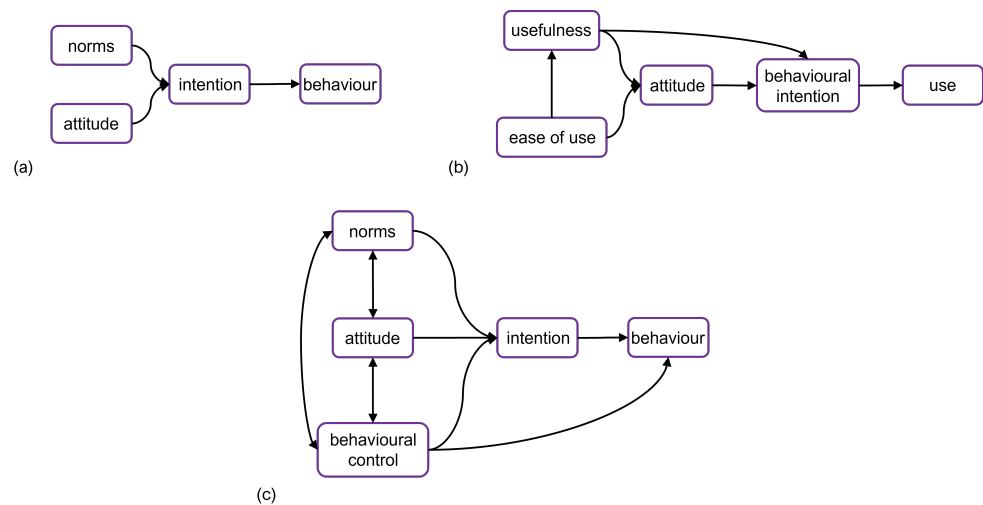 norms
attitude
intention
behaviour
(a)
usefulness
ease of use
attitude
behavioural
intention
use
(b)
norms
attitude
behavioural
control
intention
behaviour
(c)